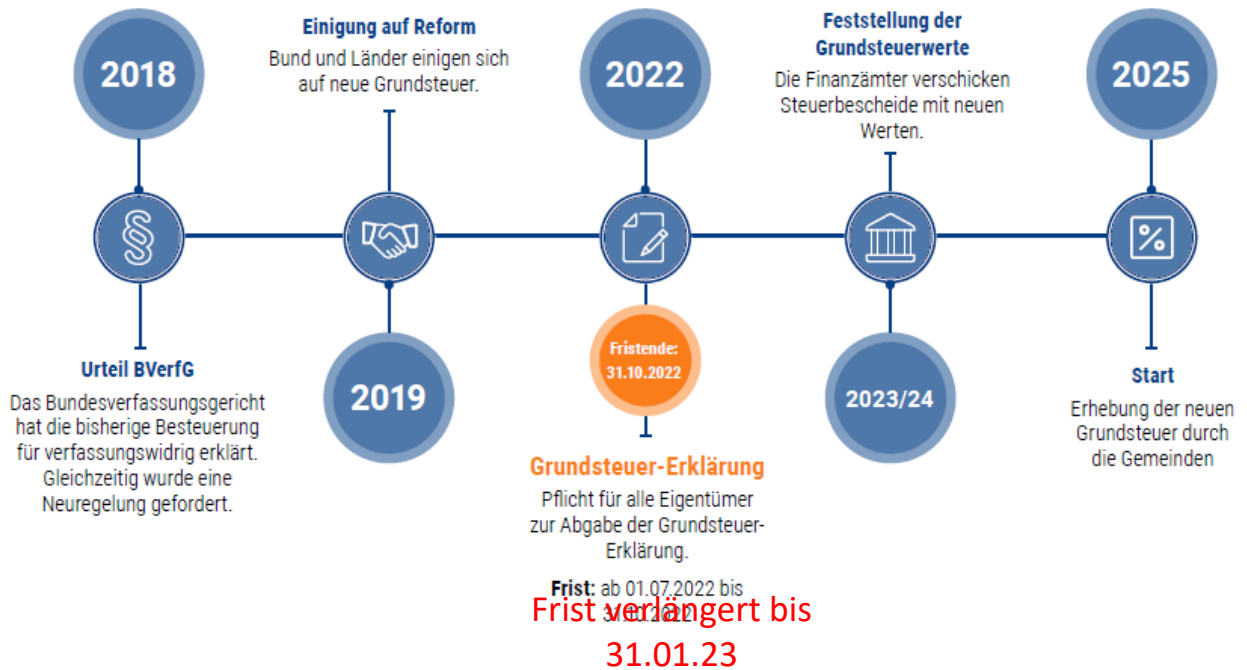 2018
Urteil BVerfG
Das Bundesverfassungsgericht
hat die bisherige Besteuerung
für verfassungswidrig erklärt.
Gleichzeitig wurde eine
Neuregelung gefordert.
Einigung auf Reform
Bund und Länder einigen sich
auf neue Grundsteuer.
2019
2022
Fristende:
31.10.2022
Grundsteuer-Erklärung
Pflicht für alle Eigentümer
zur Abgabe der Grundsteuer-
Erklärung.
Frist: ab 01.07.2022 bis
31.10.2022
Frist verlängert bis
31.01.23
Feststellung der
Grundsteuerwerte
Die Finanzämter verschicken
Steuerbescheide mit neuen
Werten.
2023/24
2025
Start
Erhebung der neuen
Grundsteuer durch
die Gemeinden
§
%